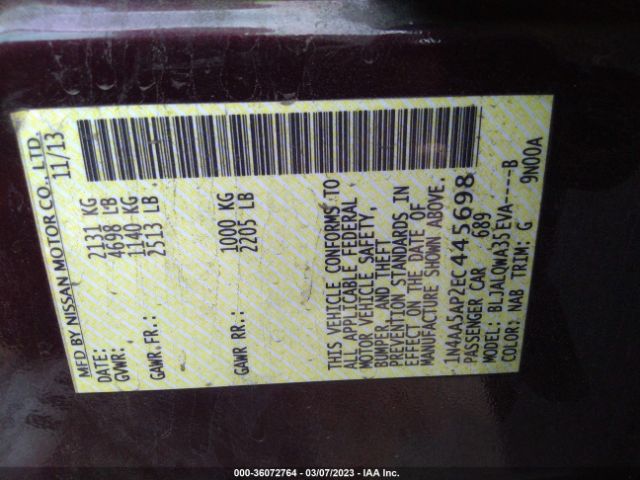 MFD BY NISSAN MOTOR CO., LTD.
DATE: 11/13
GVWR: 2131 KG
4698 LB
GAWR FR.: 1140 KG
2513 LB
GAWR RR.: 1000 KG
2205 LB
THIS VEHICLE CONFORMS TO
ALL APPLICABLE FEDERAL
MOTOR VEHICLE SAFETY,
BUMPER, AND THEFT
PREVENTION STANDARDS IN
EFFECT ON THE DATE OF
MANUFACTURE SHOWN ABOVE.
1N4AA5AP2EC445698
PASSENGER CAR 689
MODEL: BLJALQWA35EVA----B
COLOR: NAB TRIM: G 9N00A
000-36072764 - 03/07/2023 - IAA Inc.